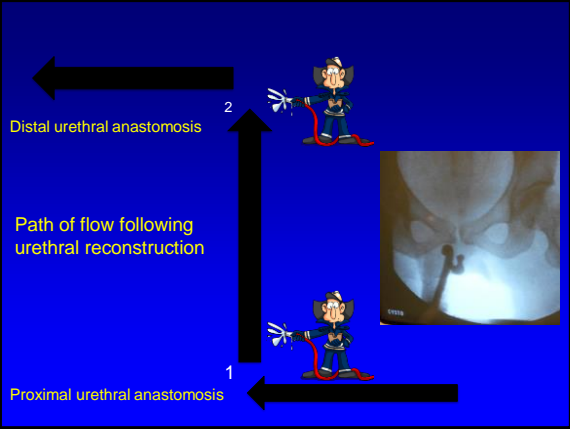 2
Distal urethral anastomosis
Path of flow following
urethral reconstruction
1
Proximal urethral anastomosis